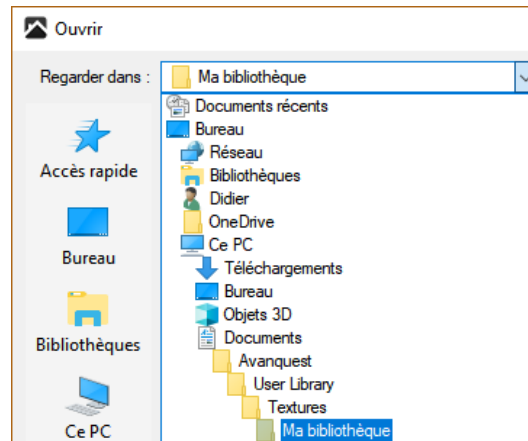 Ouvrir
Regarder dans :
Ma bibliothèque
Documents récents
Bureau
Réseau
Bibliothèques
Didier
OneDrive
Ce PC
Téléchargements
Bureau
Objets 3D
Documents
Avanquest
User Library
Textures
Ma bibliothèque
Accès rapide
Bureau
Bibliothèques
Ce PC